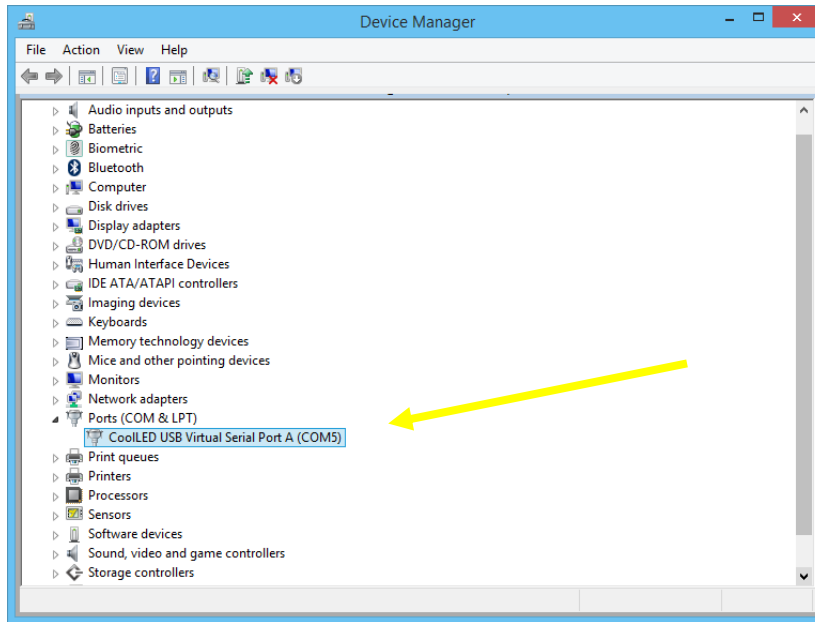 Device Manager
File Action View Help
Audio inputs and outputs
Batteries
Biometric
Bluetooth
Computer
Disk drives
Display adapters
DVD/CD-ROM drives
Human Interface Devices
IDE ATA/ATAPI controllers
Imaging devices
Keyboards
Memory technology devices
Mice and other pointing devices
Monitors
Network adapters
Ports (COM & LPT)
CoolLED USB Virtual Serial Port A (COM5)
Print queues
Printers
Processors
Sensors
Software devices
Sound, video and game controllers
Storage controllers